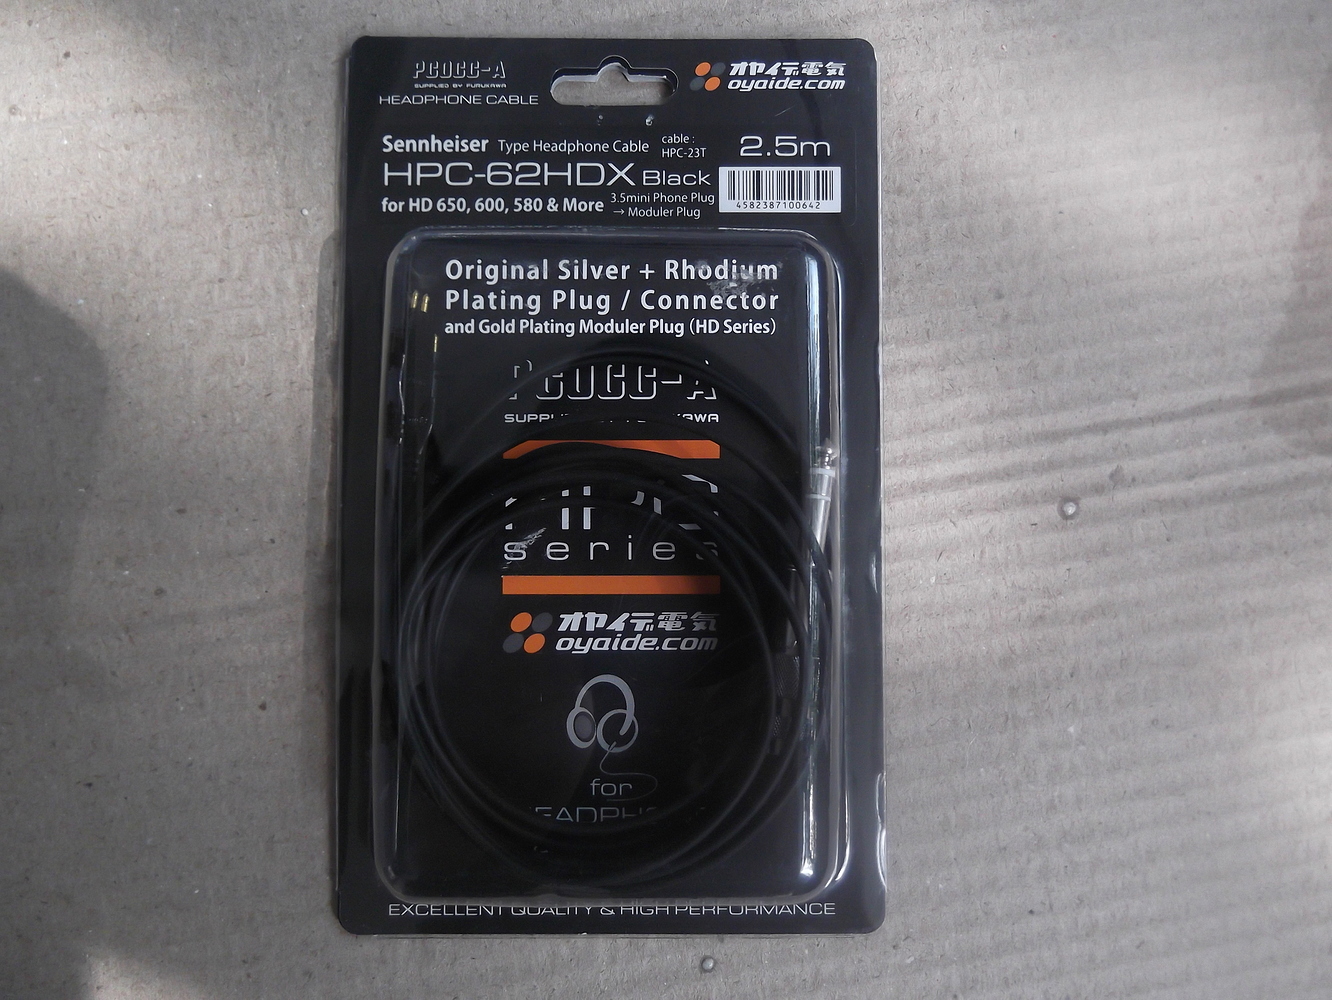 PCOCC-A
SUPPLIED BY FURUKAWA
HEADPHONE CABLE
オヤイデ電気
oyaide.com
Sennheiser Type Headphone Cable
cable :
HPC-23T
2.5m
HPC-62HDX Black
for HD 650, 600, 580 & More
3.5mini Phone Plug
→ Moduler Plug
4582387100642
Original Silver + Rhodium
Plating Plug / Connector
and Gold Plating Moduler Plug (HD Series)
PCOCC-A
series
オヤイデ電気
oyaide.com
for
EXCELLENT QUALITY & HIGH PERFORMANCE